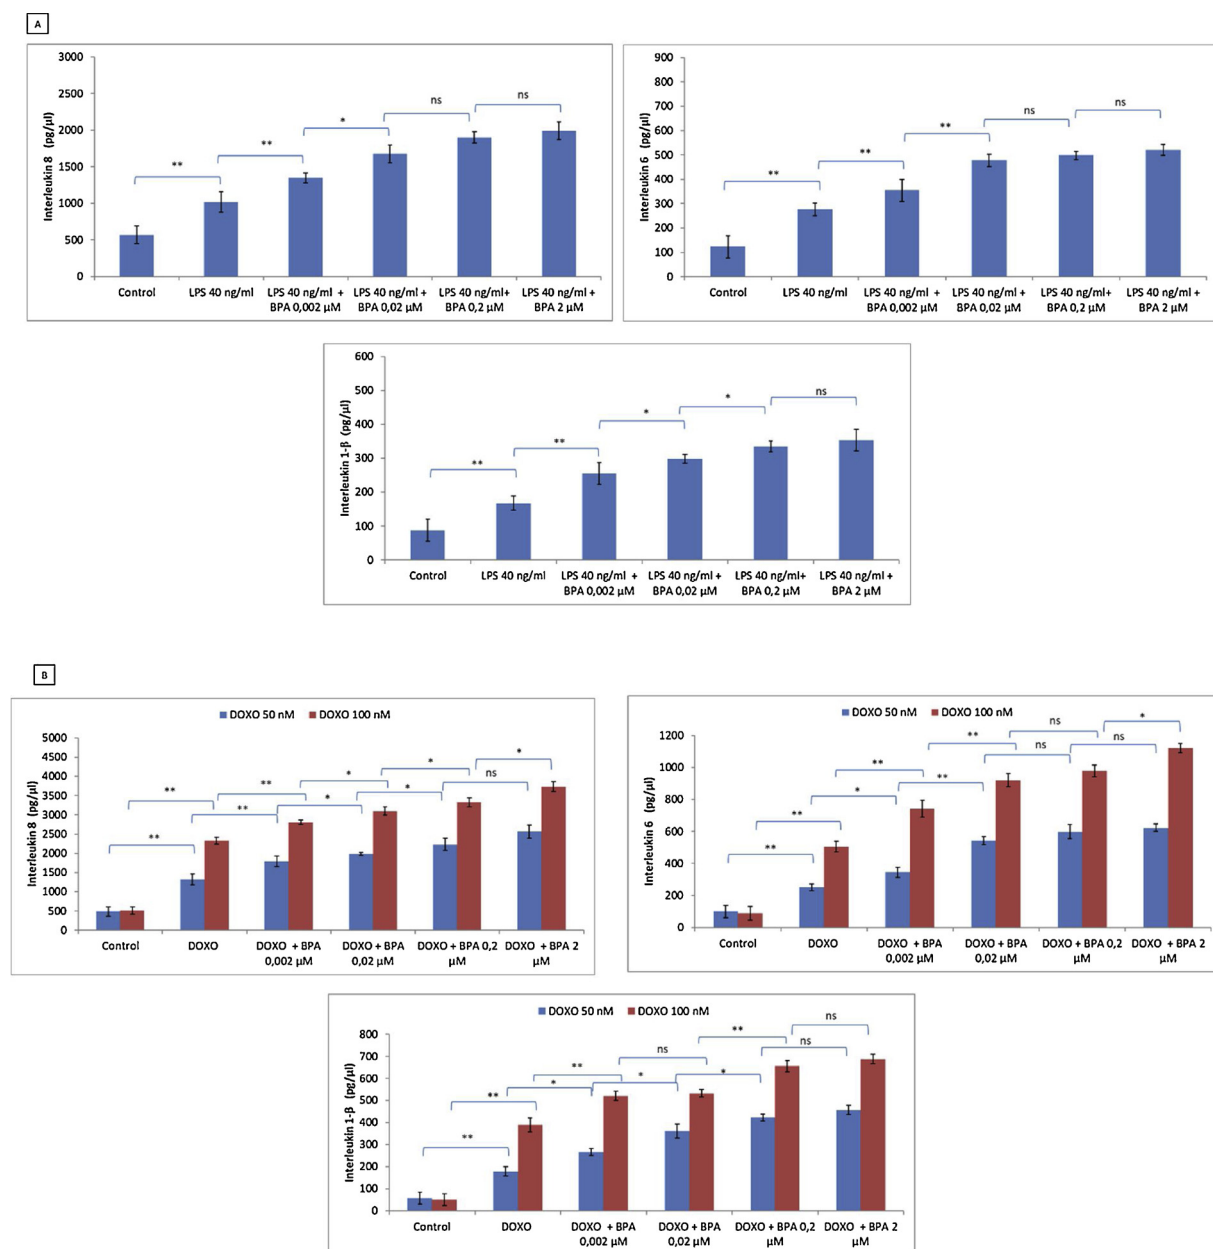 A
3000
2500
2000
1500
1000
500
0
Interleukin 8 (pg/µl)
**
**
*
ns
ns
Control
LPS 40 ng/ml
LPS 40 ng/ml +
BPA 0,002 µM
LPS 40 ng/ml+
BPA 0,02 µM
LPS 40 ng/ml+
BPA 0,2 µM
LPS 40 ng/ml +
BPA 2 µM
900
800
700
600
500
400
300
200
100
0
Interleukin 6 (pg/µl)
**
**
**
ns
ns
Control
LPS 40 ng/ml
LPS 40 ng/ml +
BPA 0,002 µM
LPS 40 ng/ml +
BPA 0,02 µM
LPS 40 ng/ml+
BPA 0,2 µM
LPS 40 ng/ml +
BPA 2 µM
600
500
400
300
200
100
0
Interleukin 1-β (pg/µl)
**
**
*
*
ns
Control
LPS 40 ng/ml
LPS 40 ng/ml +
BPA 0,002 µM
LPS 40 ng/ml +
BPA 0,02 µM
LPS 40 ng/ml+
BPA 0,2 µM
LPS 40 ng/ml +
BPA 2 µM
B
DOXO 50 nM DOXO 100 nM
5000
4500
4000
3500
3000
2500
2000
1500
1000
500
0
Interleukin 8 (pg/µl)
**
**
**
**
*
*
*
*
ns
*
Control
DOXO
DOXO + BPA
0,002 µM
DOXO + BPA
0,02 µM
DOXO + BPA 0,2
µM
DOXO + BPA 2
µM
DOXO 50 nM DOXO 100 nM
1200
1000
800
600
400
200
0
Interleukin 6 (pg/µl)
**
**
*
**
**
**
ns
ns
ns
*
Control
DOXO
DOXO + BPA
0,002 µM
DOXO + BPA
0,02 µM
DOXO + BPA 0,2
µM
DOXO + BPA 2
µM
DOXO 50 nM DOXO 100 nM
800
700
600
500
400
300
200
100
0
Interleukin 1-β (pg/µl)
**
**
*
**
*
ns
*
**
ns
ns
Control
DOXO
DOXO + BPA
0,002 µM
DOXO + BPA
0,02 µM
DOXO + BPA 0,2
µM
DOXO + BPA 2
µM